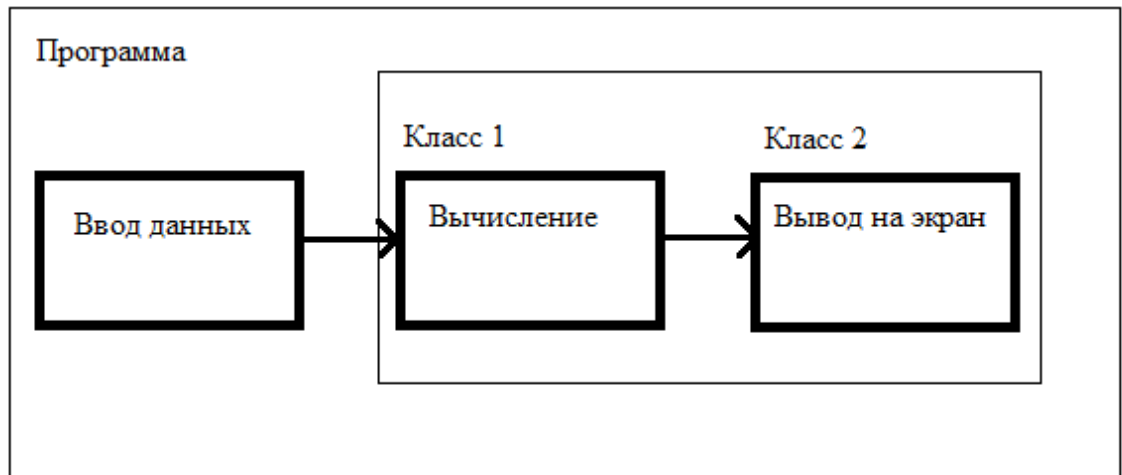 Программа
Класс 1
Класс 2
Ввод данных
Вычисление
Вывод на экран